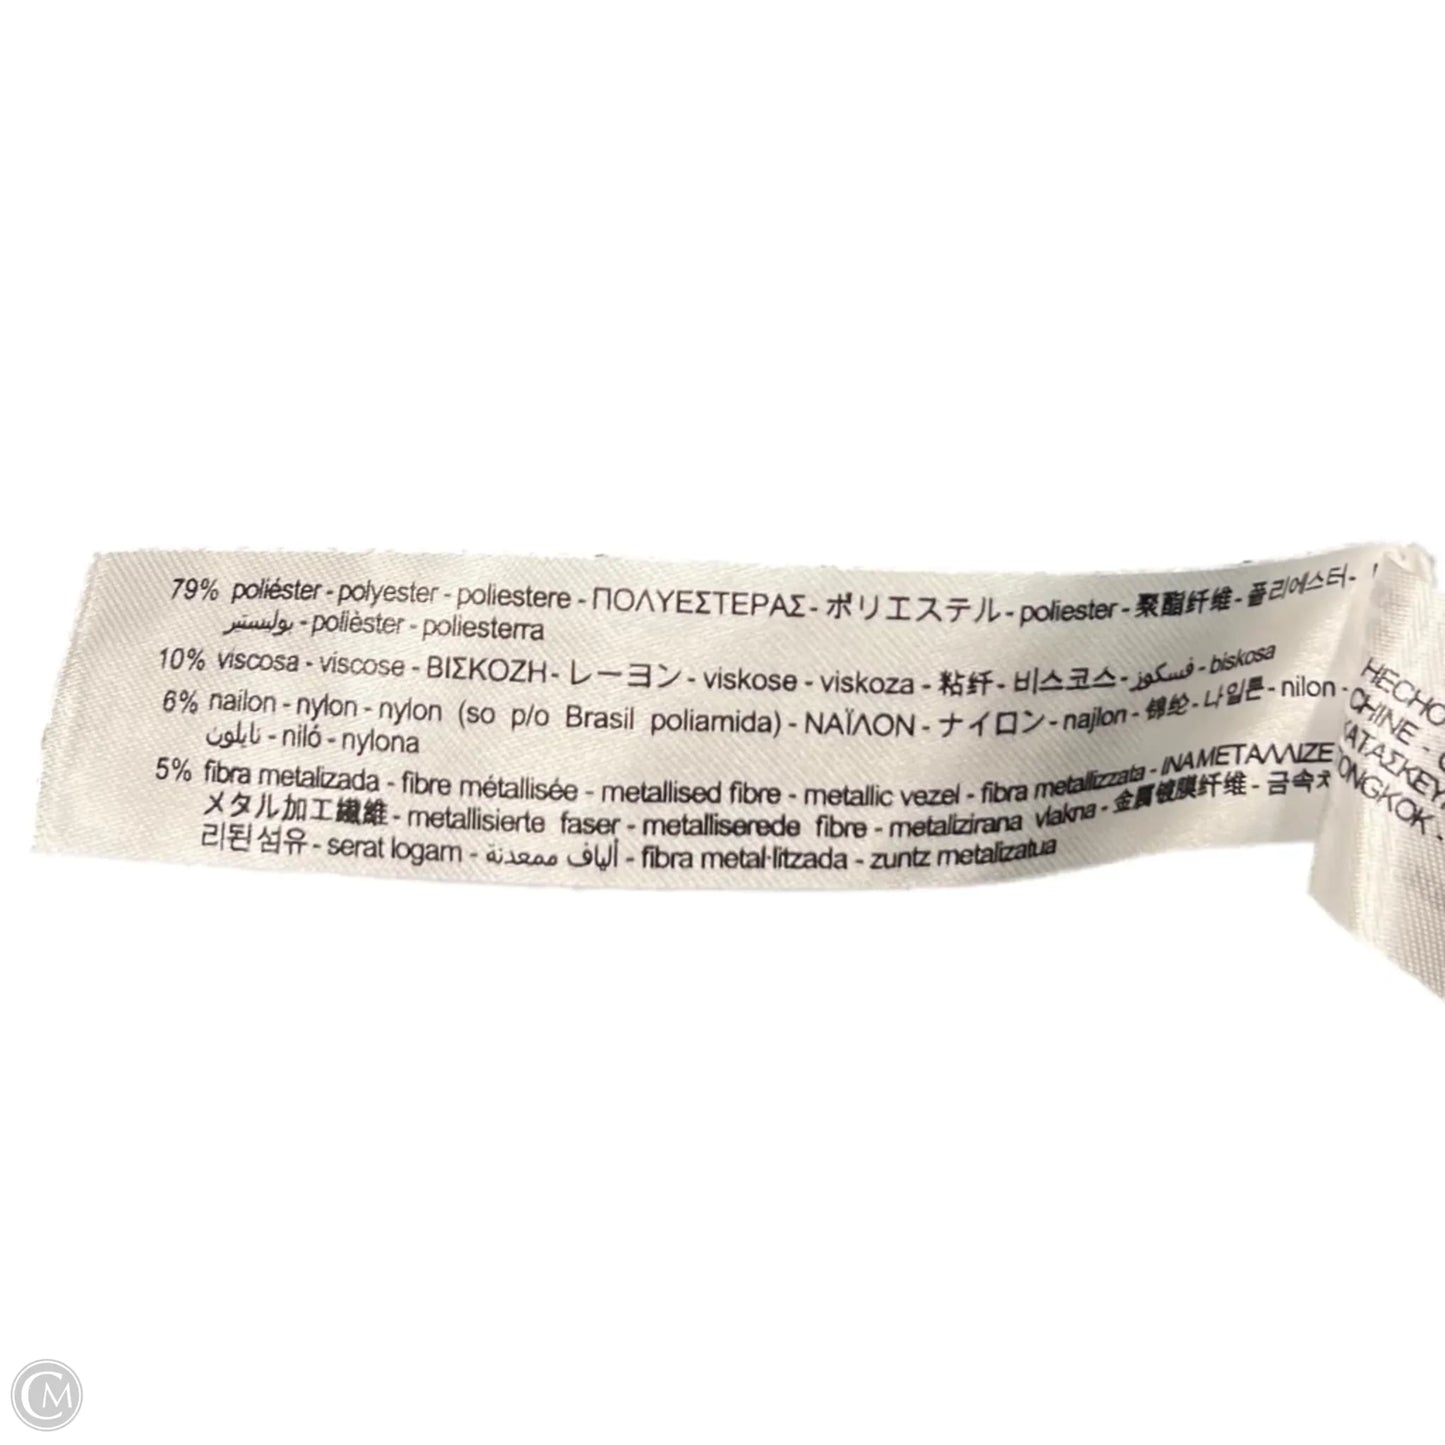 79% poliéster - polyester - poliestere - ΠΟΛΥΕΣΤΕΡΑΣ - ポリエステル - poliester - 聚酯纤维 - 폴리에스터 -
بوليستير - polièster - poliesterra
10% viscosa - viscose - ΒΙΣΚΟΖΗ - レーヨン - viskose - viskoza - 粘纤 - 비스코스 - فسكوز - biskosa
6% nailon - nylon - nylon (so p/o Brasil poliamida) - ΝΑΪΛΟΝ - ナイロン - najlon - 锦纶 - 나일론 - nilon -
نايلون - niló - nylona
5% fibra metalizada - fibre métallisée - metallised fibre - metallic vezel - fibra metallizzata - ΙΝΑ ΜΕΤΑΛΛΙΖΕ
メタル加工繊維 - metallisierte faser - metalliserede fibre - metalizirana vlakna - 金属镀膜纤维 - 금속처
리된 섬유 - serat logam - ألياف ممعدنة - fibra metal·litzada - zuntz metalizatua
HECHO
CHINE -
ΚΑΤΑΣΚΕΥ
TONGKOK -
CM